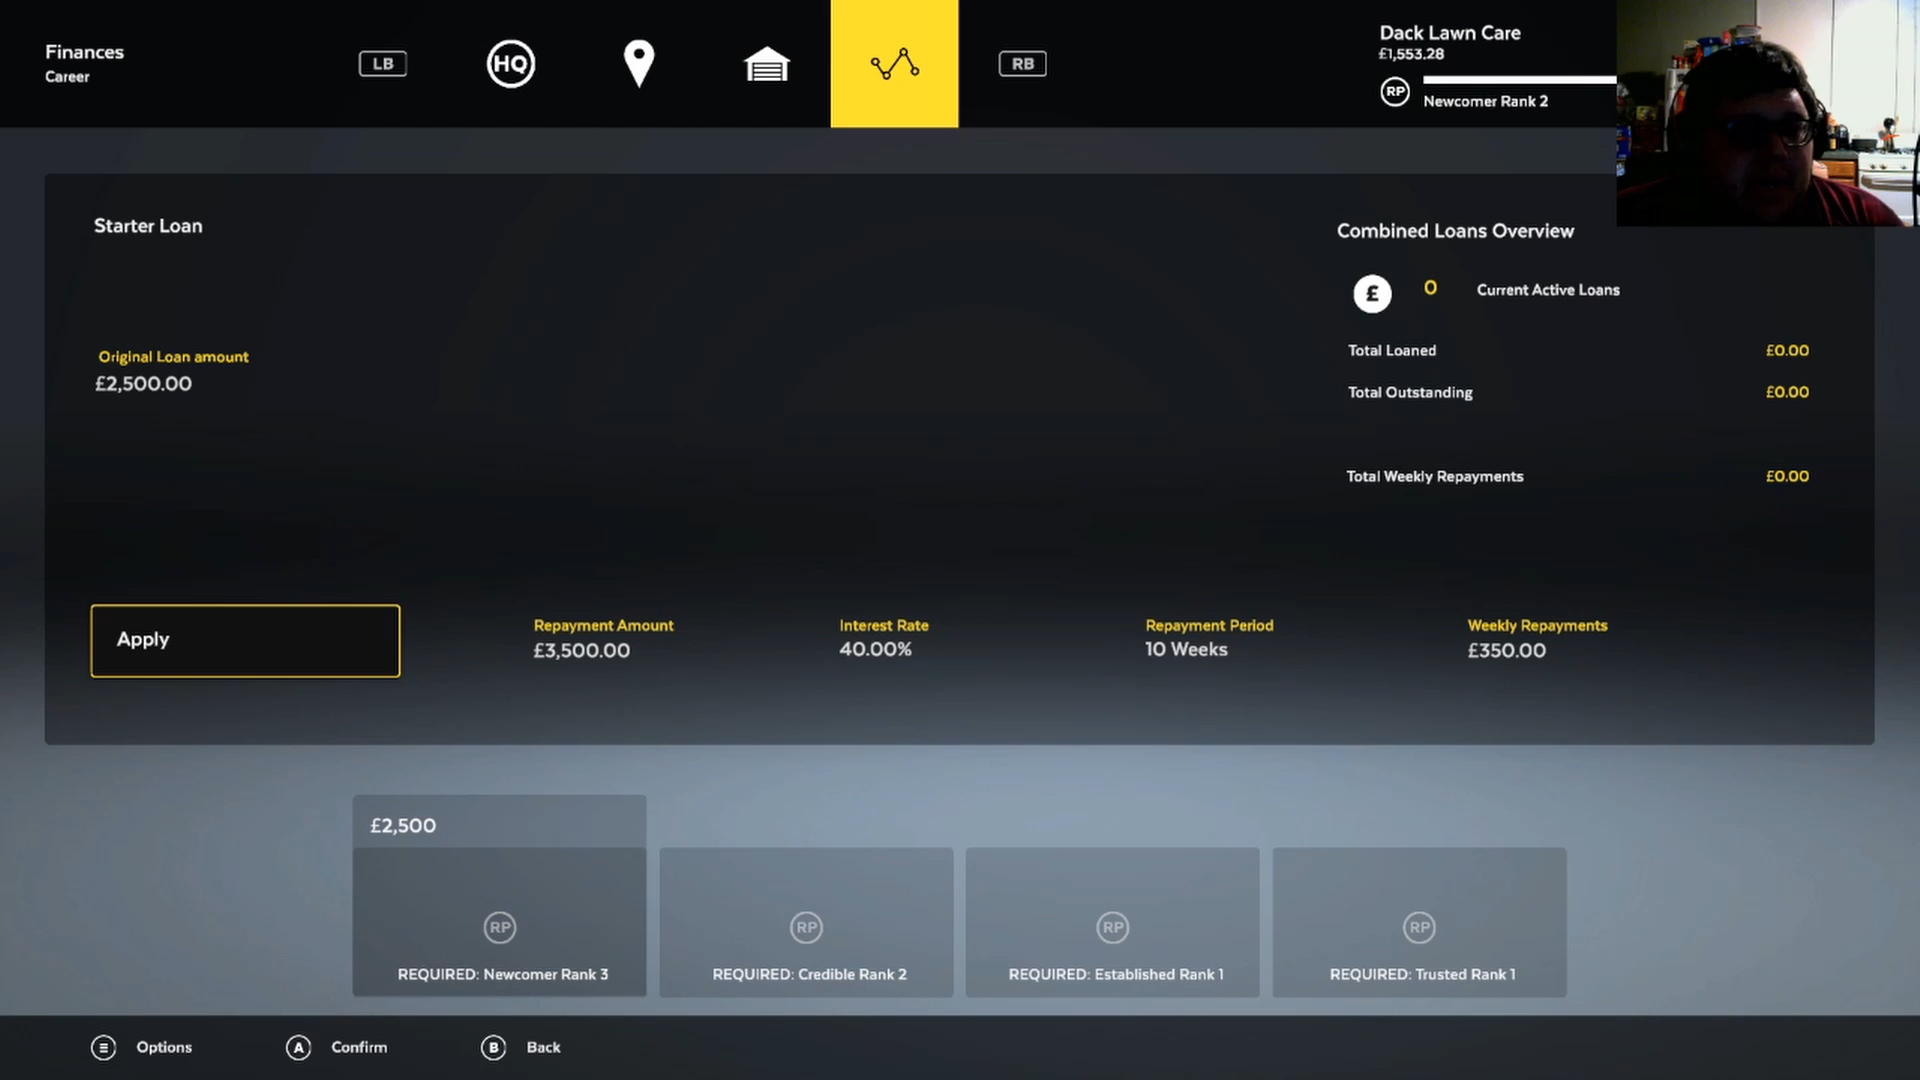 Finances
Career
LB
HQ
RB
Dack Lawn Care
£1,553.28
RP
Newcomer Rank 2
Starter Loan
Original Loan amount
£2,500.00
Combined Loans Overview
£ 0 Current Active Loans
Total Loaned £0.00
Total Outstanding £0.00
Total Weekly Repayments £0.00
Apply
Repayment Amount
£3,500.00
Interest Rate
40.00%
Repayment Period
10 Weeks
Weekly Repayments
£350.00
£2,500
RP
REQUIRED: Newcomer Rank 3
RP
REQUIRED: Credible Rank 2
RP
REQUIRED: Established Rank 1
RP
REQUIRED: Trusted Rank 1
Options
A Confirm
B Back